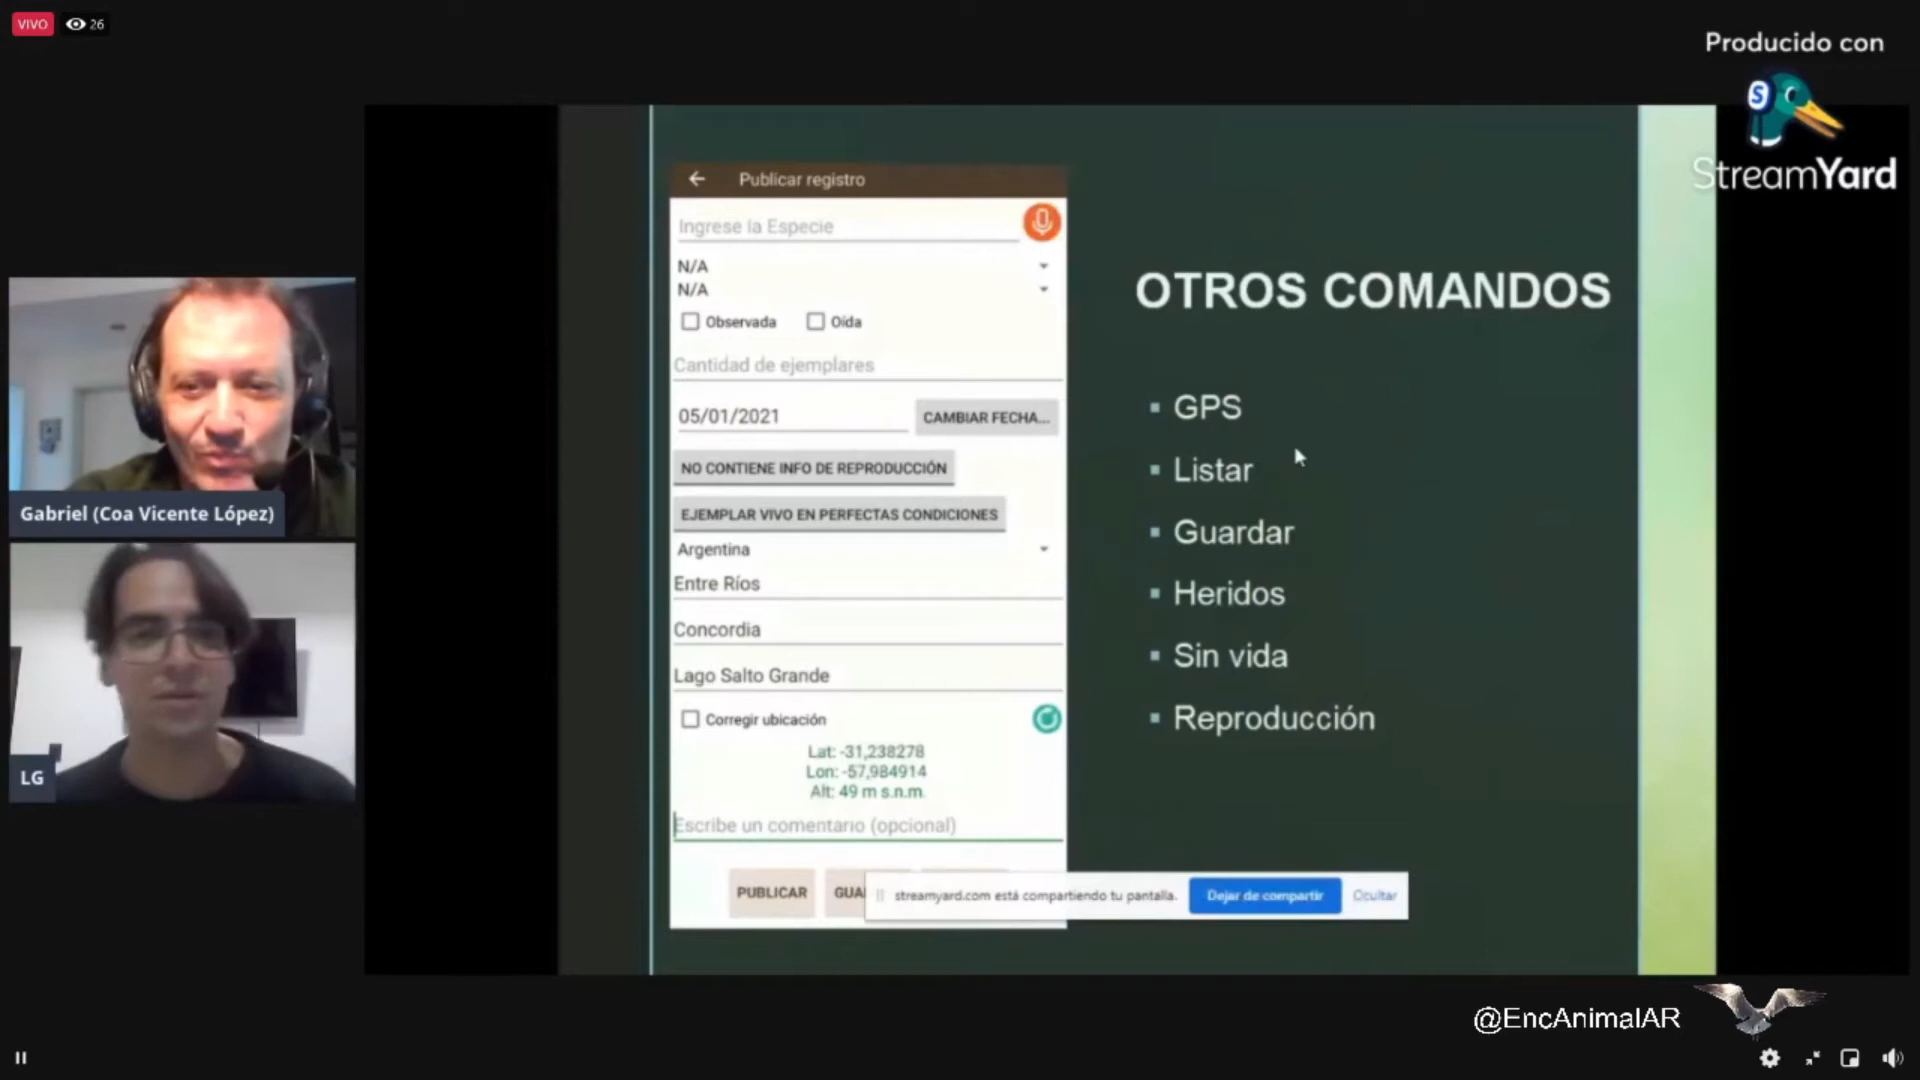 VIVO
26
Producido con
StreamYard
Publicar registro
Ingrese la Especie
N/A
N/A
Observada
Oída
Cantidad de ejemplares
05/01/2021
CAMBIAR FECHA...
NO CONTIENE INFO DE REPRODUCCIÓN
EJEMPLAR VIVO EN PERFECTAS CONDICIONES
Argentina
Entre Ríos
Concordia
Lago Salto Grande
Corregir ubicación
Lat: -31,238278
Lon: -57,984914
Alt: 49 m s.n.m.
Escribe un comentario (opcional)
PUBLICAR
GUA
OTROS COMANDOS
GPS
Listar
Guardar
Heridos
Sin vida
Reproducción
streamyard.com está compartiendo tu pantalla.
Dejar de compartir
Ocultar
Gabriel (Coa Vicente López)
LG
@EncAnimalAR